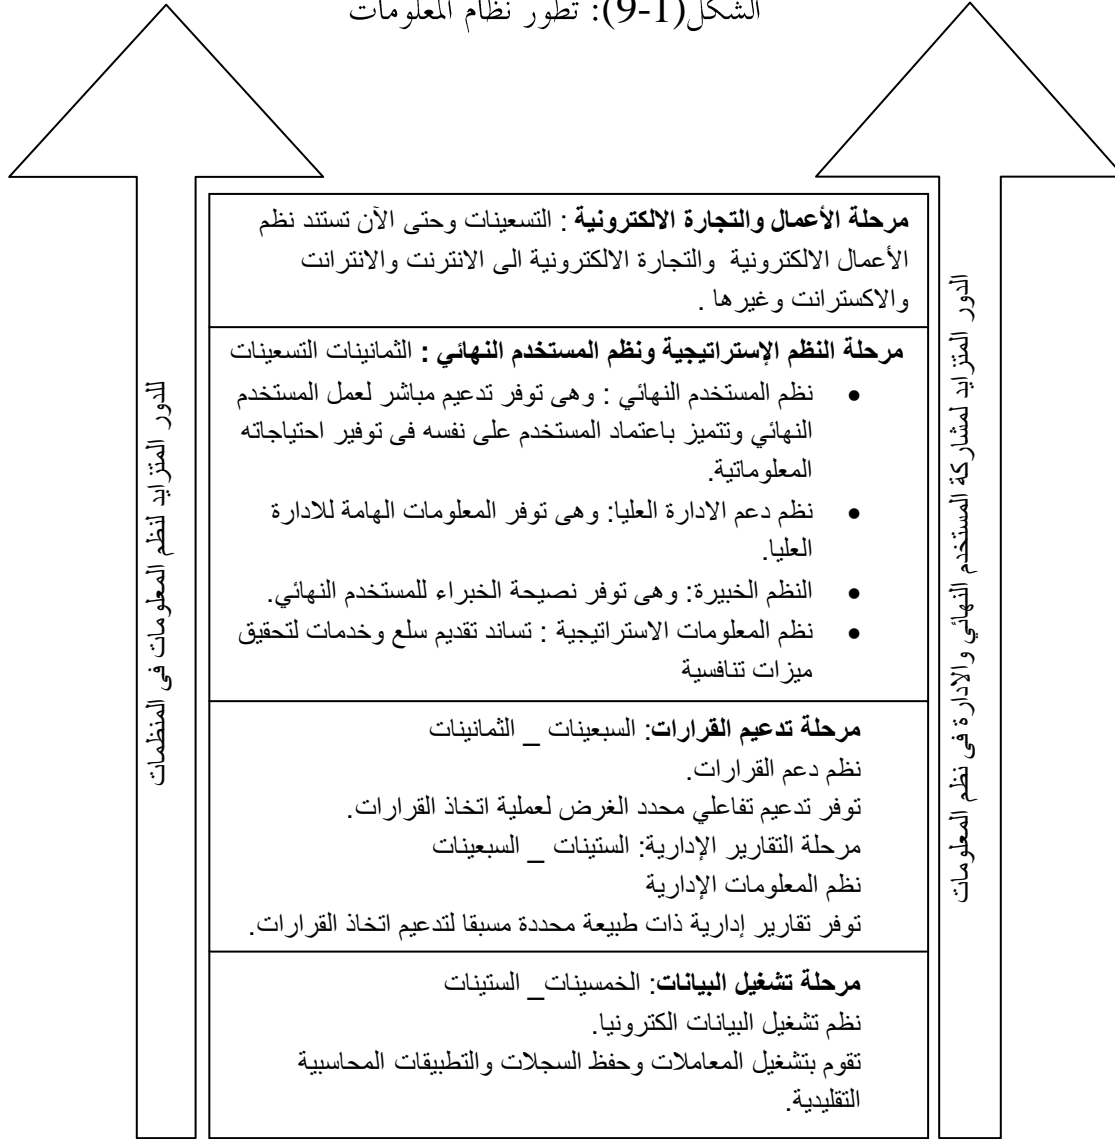 الشكل(1-9): تطور نظام المعلومات
مرحلة الأعمال والتجارة الالكترونية : التسعينات وحتى الآن تستند نظم
الأعمال الالكترونية والتجارة الالكترونية الى الانترنت والانترانت
والاكسترانت وغيرها .
مرحلة النظم الإستراتيجية ونظم المستخدم النهائي : الثمانينات التسعينات
• نظم المستخدم النهائي : وهى توفر تدعيم مباشر لعمل المستخدم
النهائي وتتميز باعتماد المستخدم على نفسه فى توفير احتياجاته
المعلوماتية.
• نظم دعم الادارة العليا: وهى توفر المعلومات الهامة للادارة
العليا.
• النظم الخبيرة: وهى توفر نصيحة الخبراء للمستخدم النهائي.
• نظم المعلومات الاستراتيجية : تساند تقديم سلع وخدمات لتحقيق
ميزات تنافسية
مرحلة تدعيم القرارات: السبعينات _ الثمانينات
نظم دعم القرارات.
توفر تدعيم تفاعلي محدد الغرض لعملية اتخاذ القرارات.
مرحلة التقارير الإدارية: الستينات _ السبعينات
نظم المعلومات الإدارية
توفر تقارير إدارية ذات طبيعة محددة مسبقا لتدعيم اتخاذ القرارات.
مرحلة تشغيل البيانات: الخمسينات_ الستينات
نظم تشغيل البيانات الكترونيا.
تقوم بتشغيل المعاملات وحفظ السجلات والتطبيقات المحاسبية
التقليدية.
الدور المتزايد لمشاركة المستخدم النهائي والادارة فى نظم المعلومات
للدور المتزايد لنظم المعلومات فى المنظمات